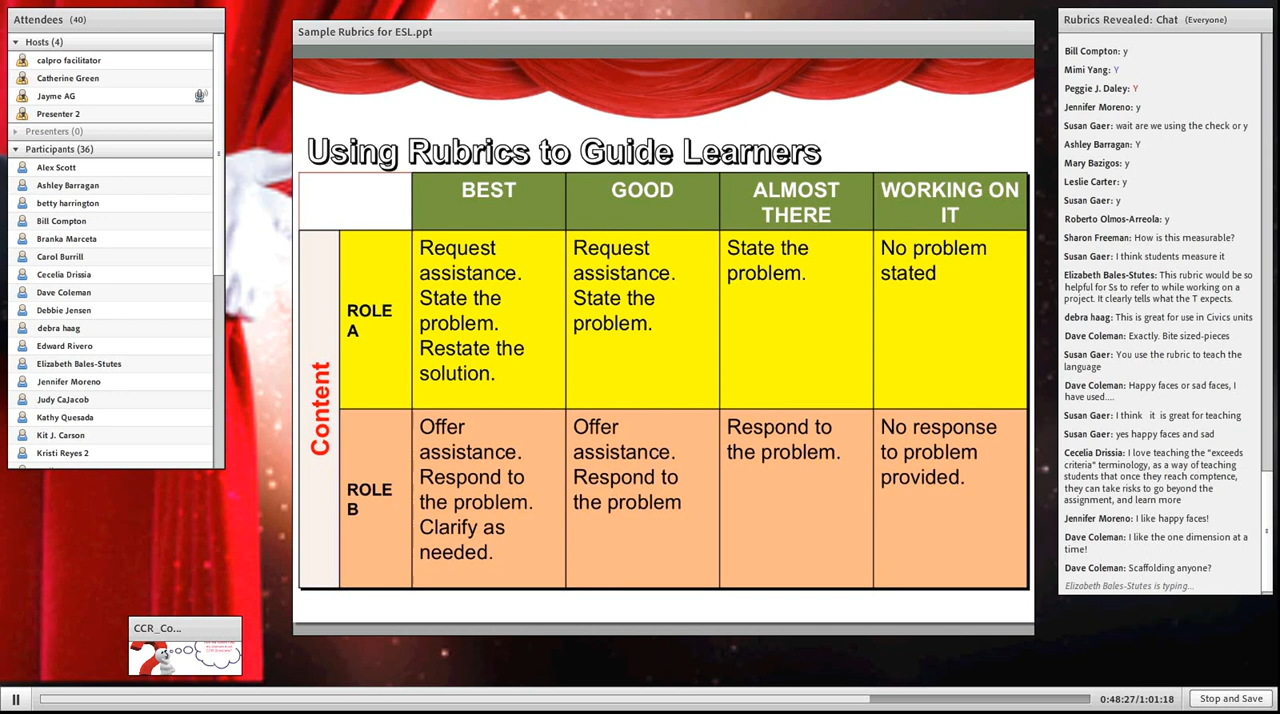 Attendees (40)
Hosts (4)
calpro facilitator
Catherine Green
Jayme AG
Presenter 2
Presenters (0)
Participants (36)
Alex Scott
Ashley Barragan
betty harrington
Bill Compton
Branka Marceta
Carol Burrill
Cecelia Drissia
Dave Coleman
Debbie Jensen
debra haag
Edward Rivero
Elizabeth Bales-Stutes
Jennifer Moreno
Judy CaJacob
Kathy Quesada
Kit J. Carson
Kristi Reyes 2
CCR_Co...
Sample Rubrics for ESL.ppt
Using Rubrics to Guide Learners
BEST
GOOD
ALMOST
THERE
WORKING ON
IT
Content
ROLE
A
Request
assistance.
State the
problem.
Restate the
solution.
Request
assistance.
State the
problem.
State the
problem.
No problem
stated
ROLE
B
Offer
assistance.
Respond to
the problem.
Clarify as
needed.
Offer
assistance.
Respond to
the problem
Respond to
the problem.
No response
to problem
provided.
Rubrics Revealed: Chat (Everyone)
Bill Compton: y
Mimi Yang: Y
Peggie J. Daley: Y
Jennifer Moreno: y
Susan Gaer: wait are we using the check or y
Ashley Barragan: Y
Mary Bazigos: y
Leslie Carter: y
Susan Gaer: y
Roberto Olmos-Arreola: y
Sharon Freeman: How is this measurable?
Susan Gaer: I think students measure it
Elizabeth Bales-Stutes: This rubric would be so
helpful for Ss to refer to while working on a
project. It clearly tells what the T expects.
debra haag: This is great for use in Civics units
Dave Coleman: Exactly. Bite sized-pieces
Susan Gaer: You use the rubric to teach the
language
Dave Coleman: Happy faces or sad faces, I
have used....
Susan Gaer: I think it is great for teaching
Susan Gaer: yes happy faces and sad
Cecelia Drissia: I love teaching the "exceeds
criteria" terminology, as a way of teaching
students that once they reach comptence,
they can take risks to go beyond the
assignment, and learn more
Jennifer Moreno: I like happy faces!
Dave Coleman: I like the one dimension at a
time!
Dave Coleman: Scaffolding anyone?
Elizabeth Bales-Stutes is typing...
0:48:27/1:01:18
Stop and Save